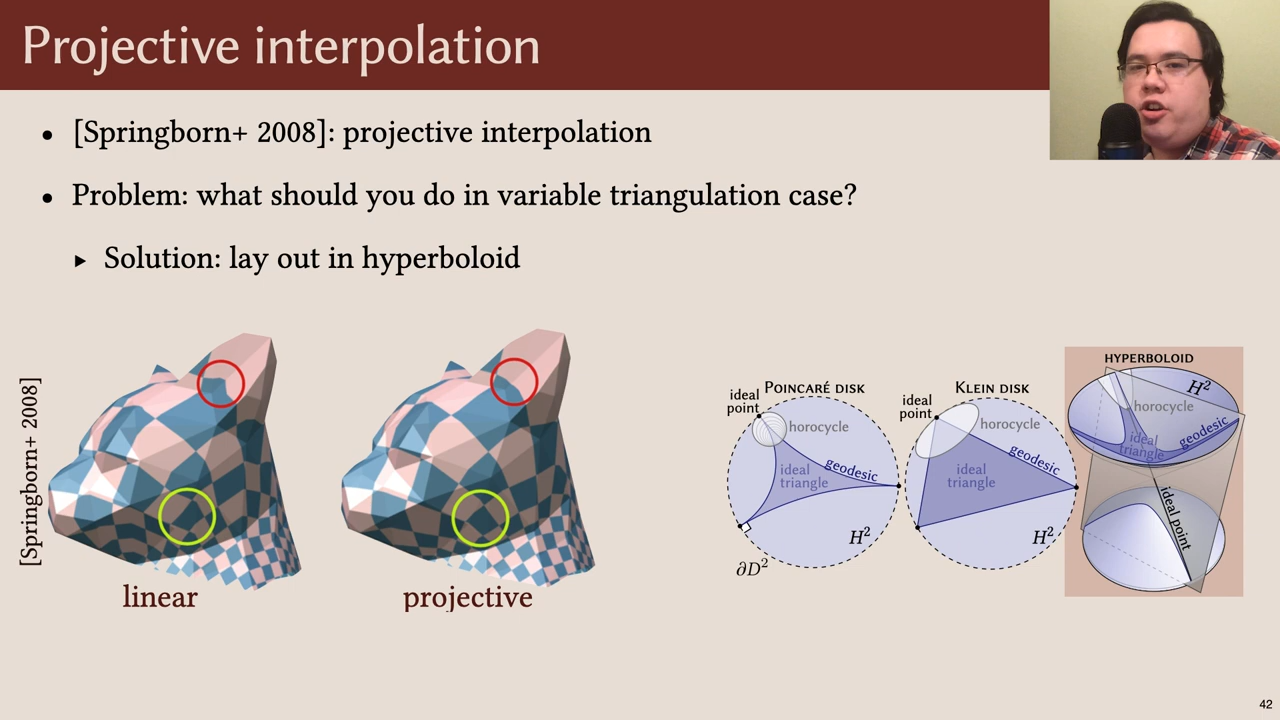 Projective interpolation
• [Springborn+ 2008]: projective interpolation
• Problem: what should you do in variable triangulation case?
▸ Solution: lay out in hyperboloid
[Springborn+ 2008]
linear
projective
POINCARÉ DISK
ideal
point
horocycle
geodesic
ideal
triangle
H²
∂D²
KLEIN DISK
ideal
point
horocycle
geodesic
ideal
triangle
H²
HYPERBOLOID
H²
horocycle
geodesic
ideal
triangle
ideal point
42